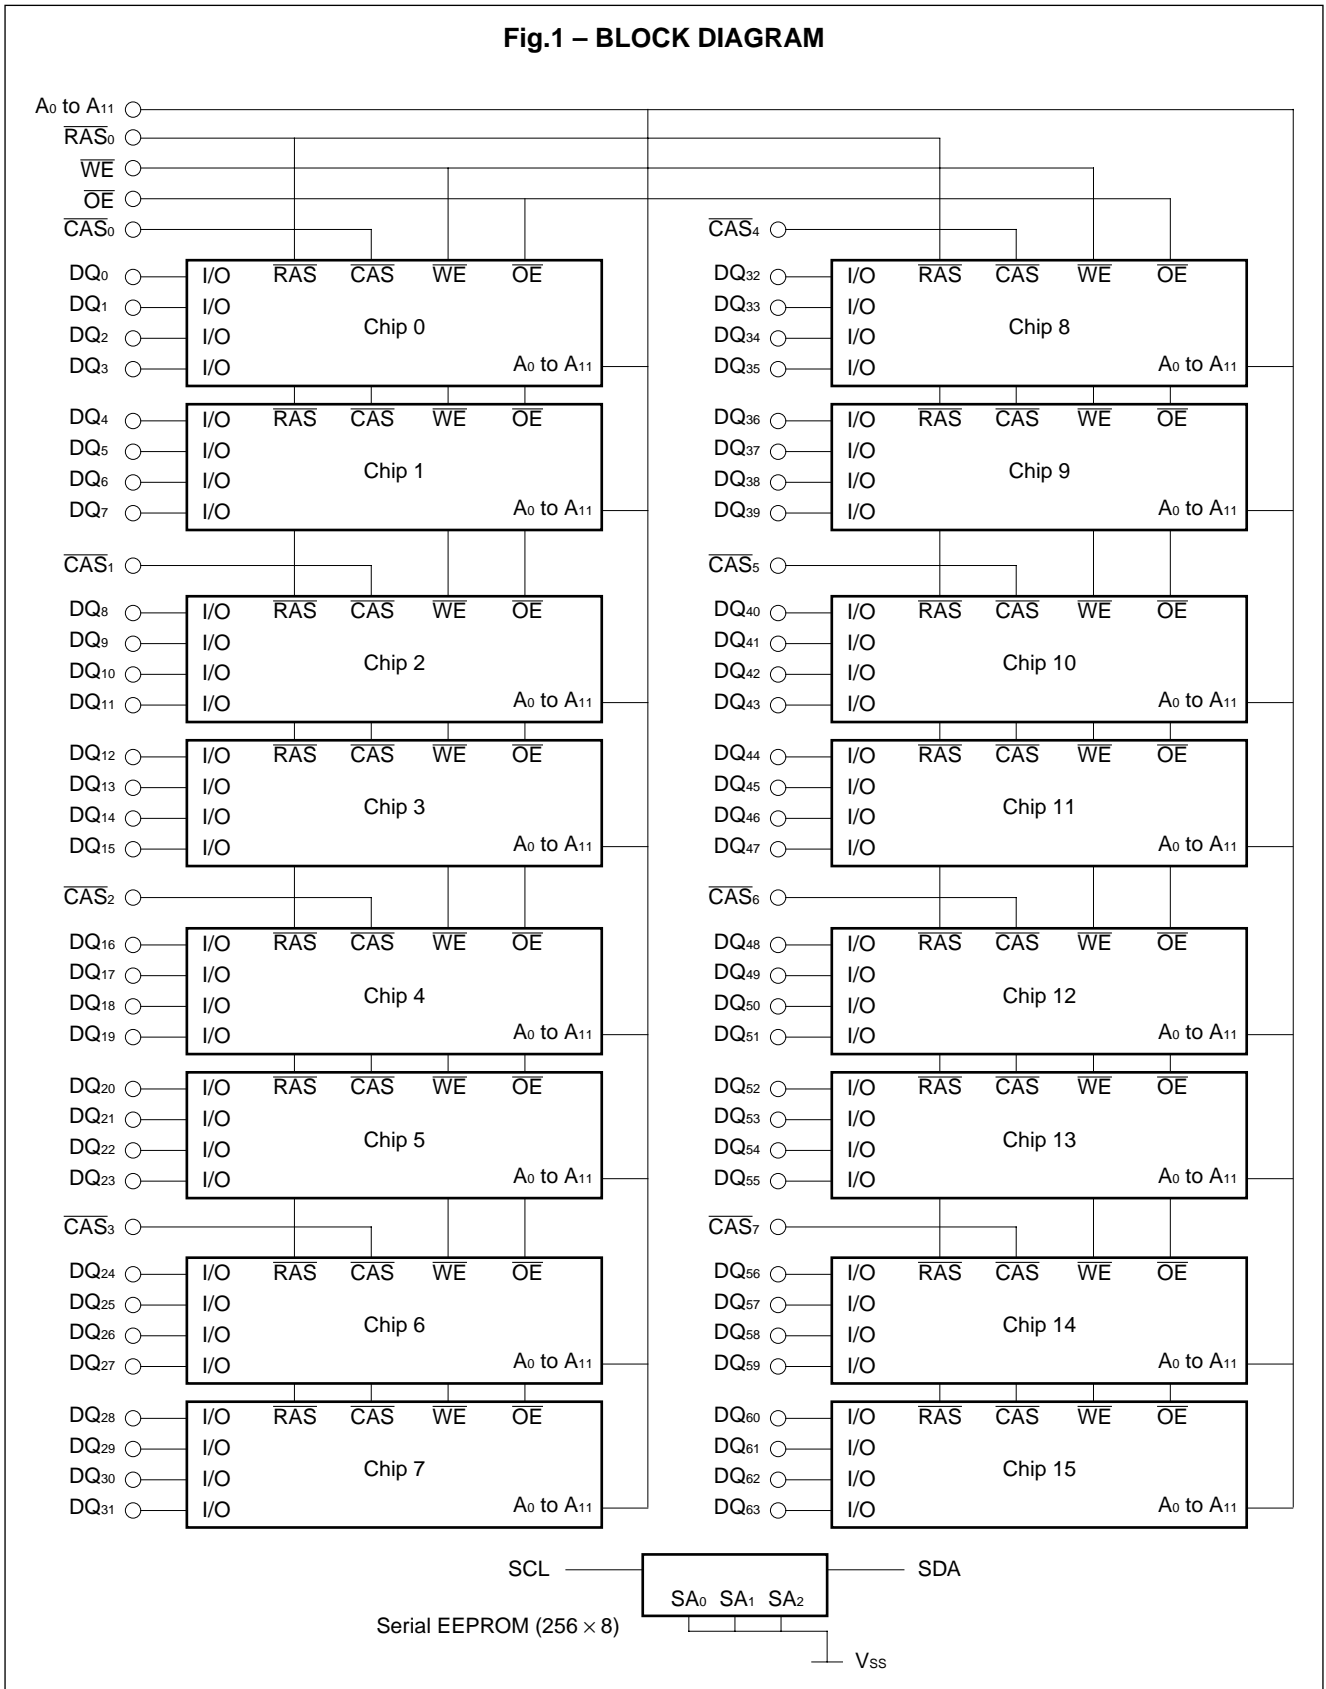 Fig.1 – BLOCK DIAGRAM
A0 to A11
RAS0
WE
OE
CAS0
DQ0 I/O RAS CAS WE OE
DQ1 I/O
Chip 0
DQ2 I/O
DQ3 I/O A0 to A11
DQ4 I/O RAS CAS WE OE
DQ5 I/O
Chip 1
DQ6 I/O
DQ7 I/O A0 to A11
CAS1
DQ8 I/O RAS CAS WE OE
DQ9 I/O
Chip 2
DQ10 I/O
DQ11 I/O A0 to A11
DQ12 I/O RAS CAS WE OE
DQ13 I/O
Chip 3
DQ14 I/O
DQ15 I/O A0 to A11
CAS2
DQ16 I/O RAS CAS WE OE
DQ17 I/O
Chip 4
DQ18 I/O
DQ19 I/O A0 to A11
DQ20 I/O RAS CAS WE OE
DQ21 I/O
Chip 5
DQ22 I/O
DQ23 I/O A0 to A11
CAS3
DQ24 I/O RAS CAS WE OE
DQ25 I/O
Chip 6
DQ26 I/O
DQ27 I/O A0 to A11
DQ28 I/O RAS CAS WE OE
DQ29 I/O
Chip 7
DQ30 I/O
DQ31 I/O A0 to A11
CAS4
DQ32 I/O RAS CAS WE OE
DQ33 I/O
Chip 8
DQ34 I/O
DQ35 I/O A0 to A11
DQ36 I/O RAS CAS WE OE
DQ37 I/O
Chip 9
DQ38 I/O
DQ39 I/O A0 to A11
CAS5
DQ40 I/O RAS CAS WE OE
DQ41 I/O
Chip 10
DQ42 I/O
DQ43 I/O A0 to A11
DQ44 I/O RAS CAS WE OE
DQ45 I/O
Chip 11
DQ46 I/O
DQ47 I/O A0 to A11
CAS6
DQ48 I/O RAS CAS WE OE
DQ49 I/O
Chip 12
DQ50 I/O
DQ51 I/O A0 to A11
DQ52 I/O RAS CAS WE OE
DQ53 I/O
Chip 13
DQ54 I/O
DQ55 I/O A0 to A11
CAS7
DQ56 I/O RAS CAS WE OE
DQ57 I/O
Chip 14
DQ58 I/O
DQ59 I/O A0 to A11
DQ60 I/O RAS CAS WE OE
DQ61 I/O
Chip 15
DQ62 I/O
DQ63 I/O A0 to A11
SCL SDA
SA0 SA1 SA2
Serial EEPROM (256 × 8)
VSS